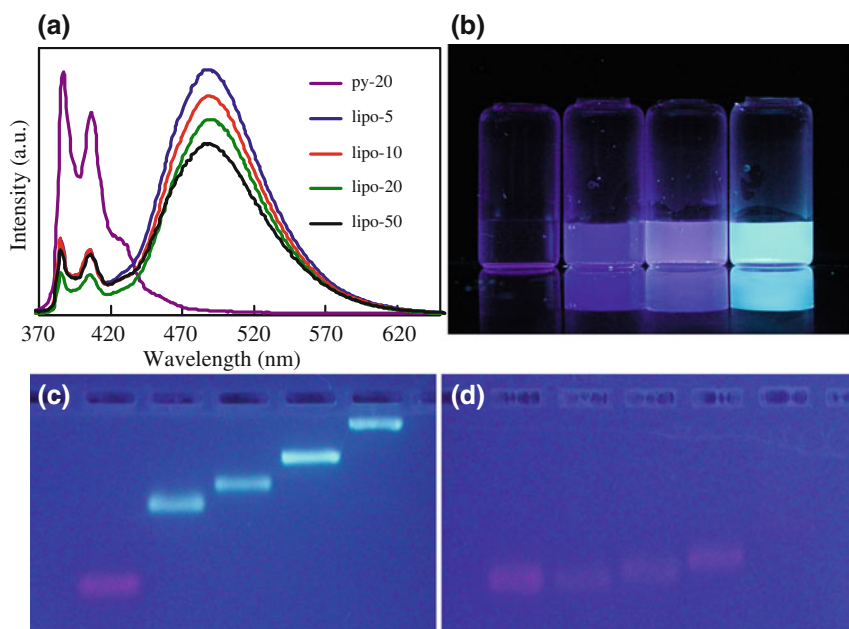 (a)
(b)
py-20
lipo-5
lipo-10
lipo-20
lipo-50
Intensity (a.u.)
370 420 470 520 570 620
Wavelength (nm)
(c)
(d)